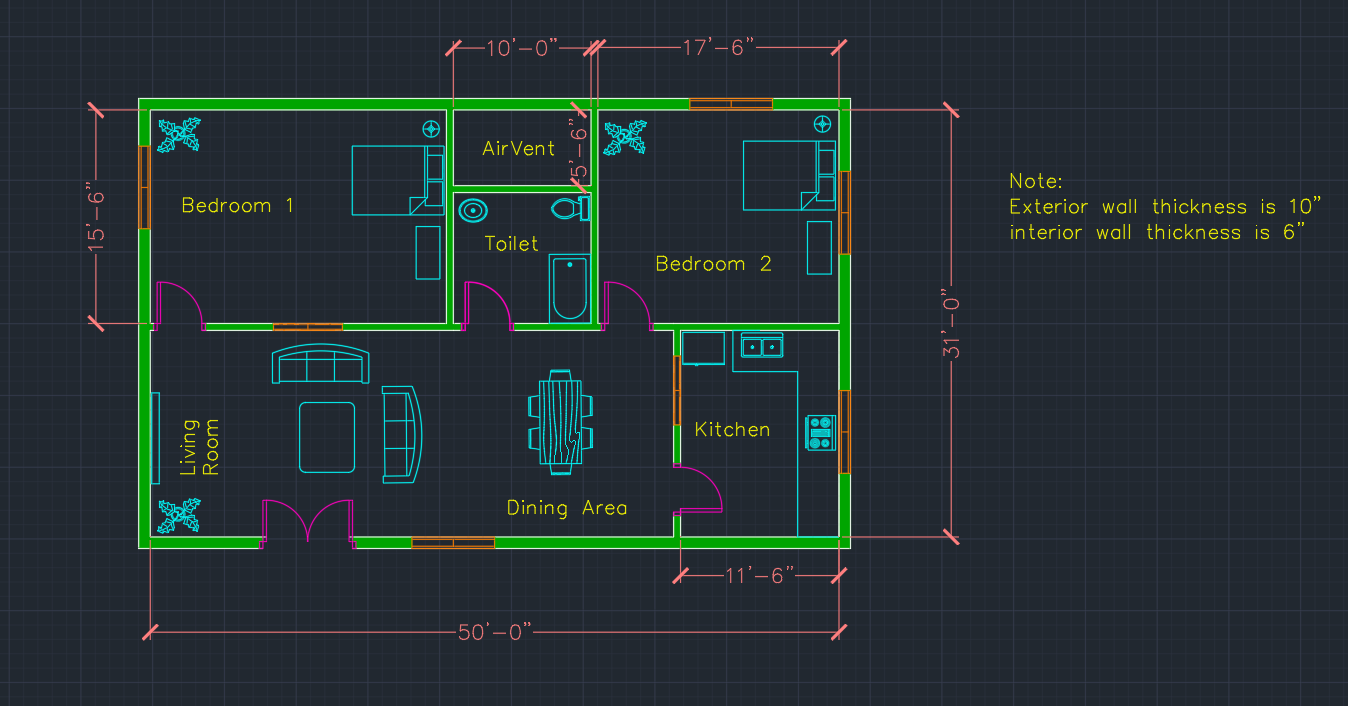 10'-0"
17'-6"
AirVent
5'-6"
15'-6"
Bedroom 1
Toilet
Bedroom 2
Note:
Exterior wall thickness is 10"
interior wall thickness is 6"
31'-0"
Living
Room
Kitchen
Dining Area
11'-6"
50'-0"